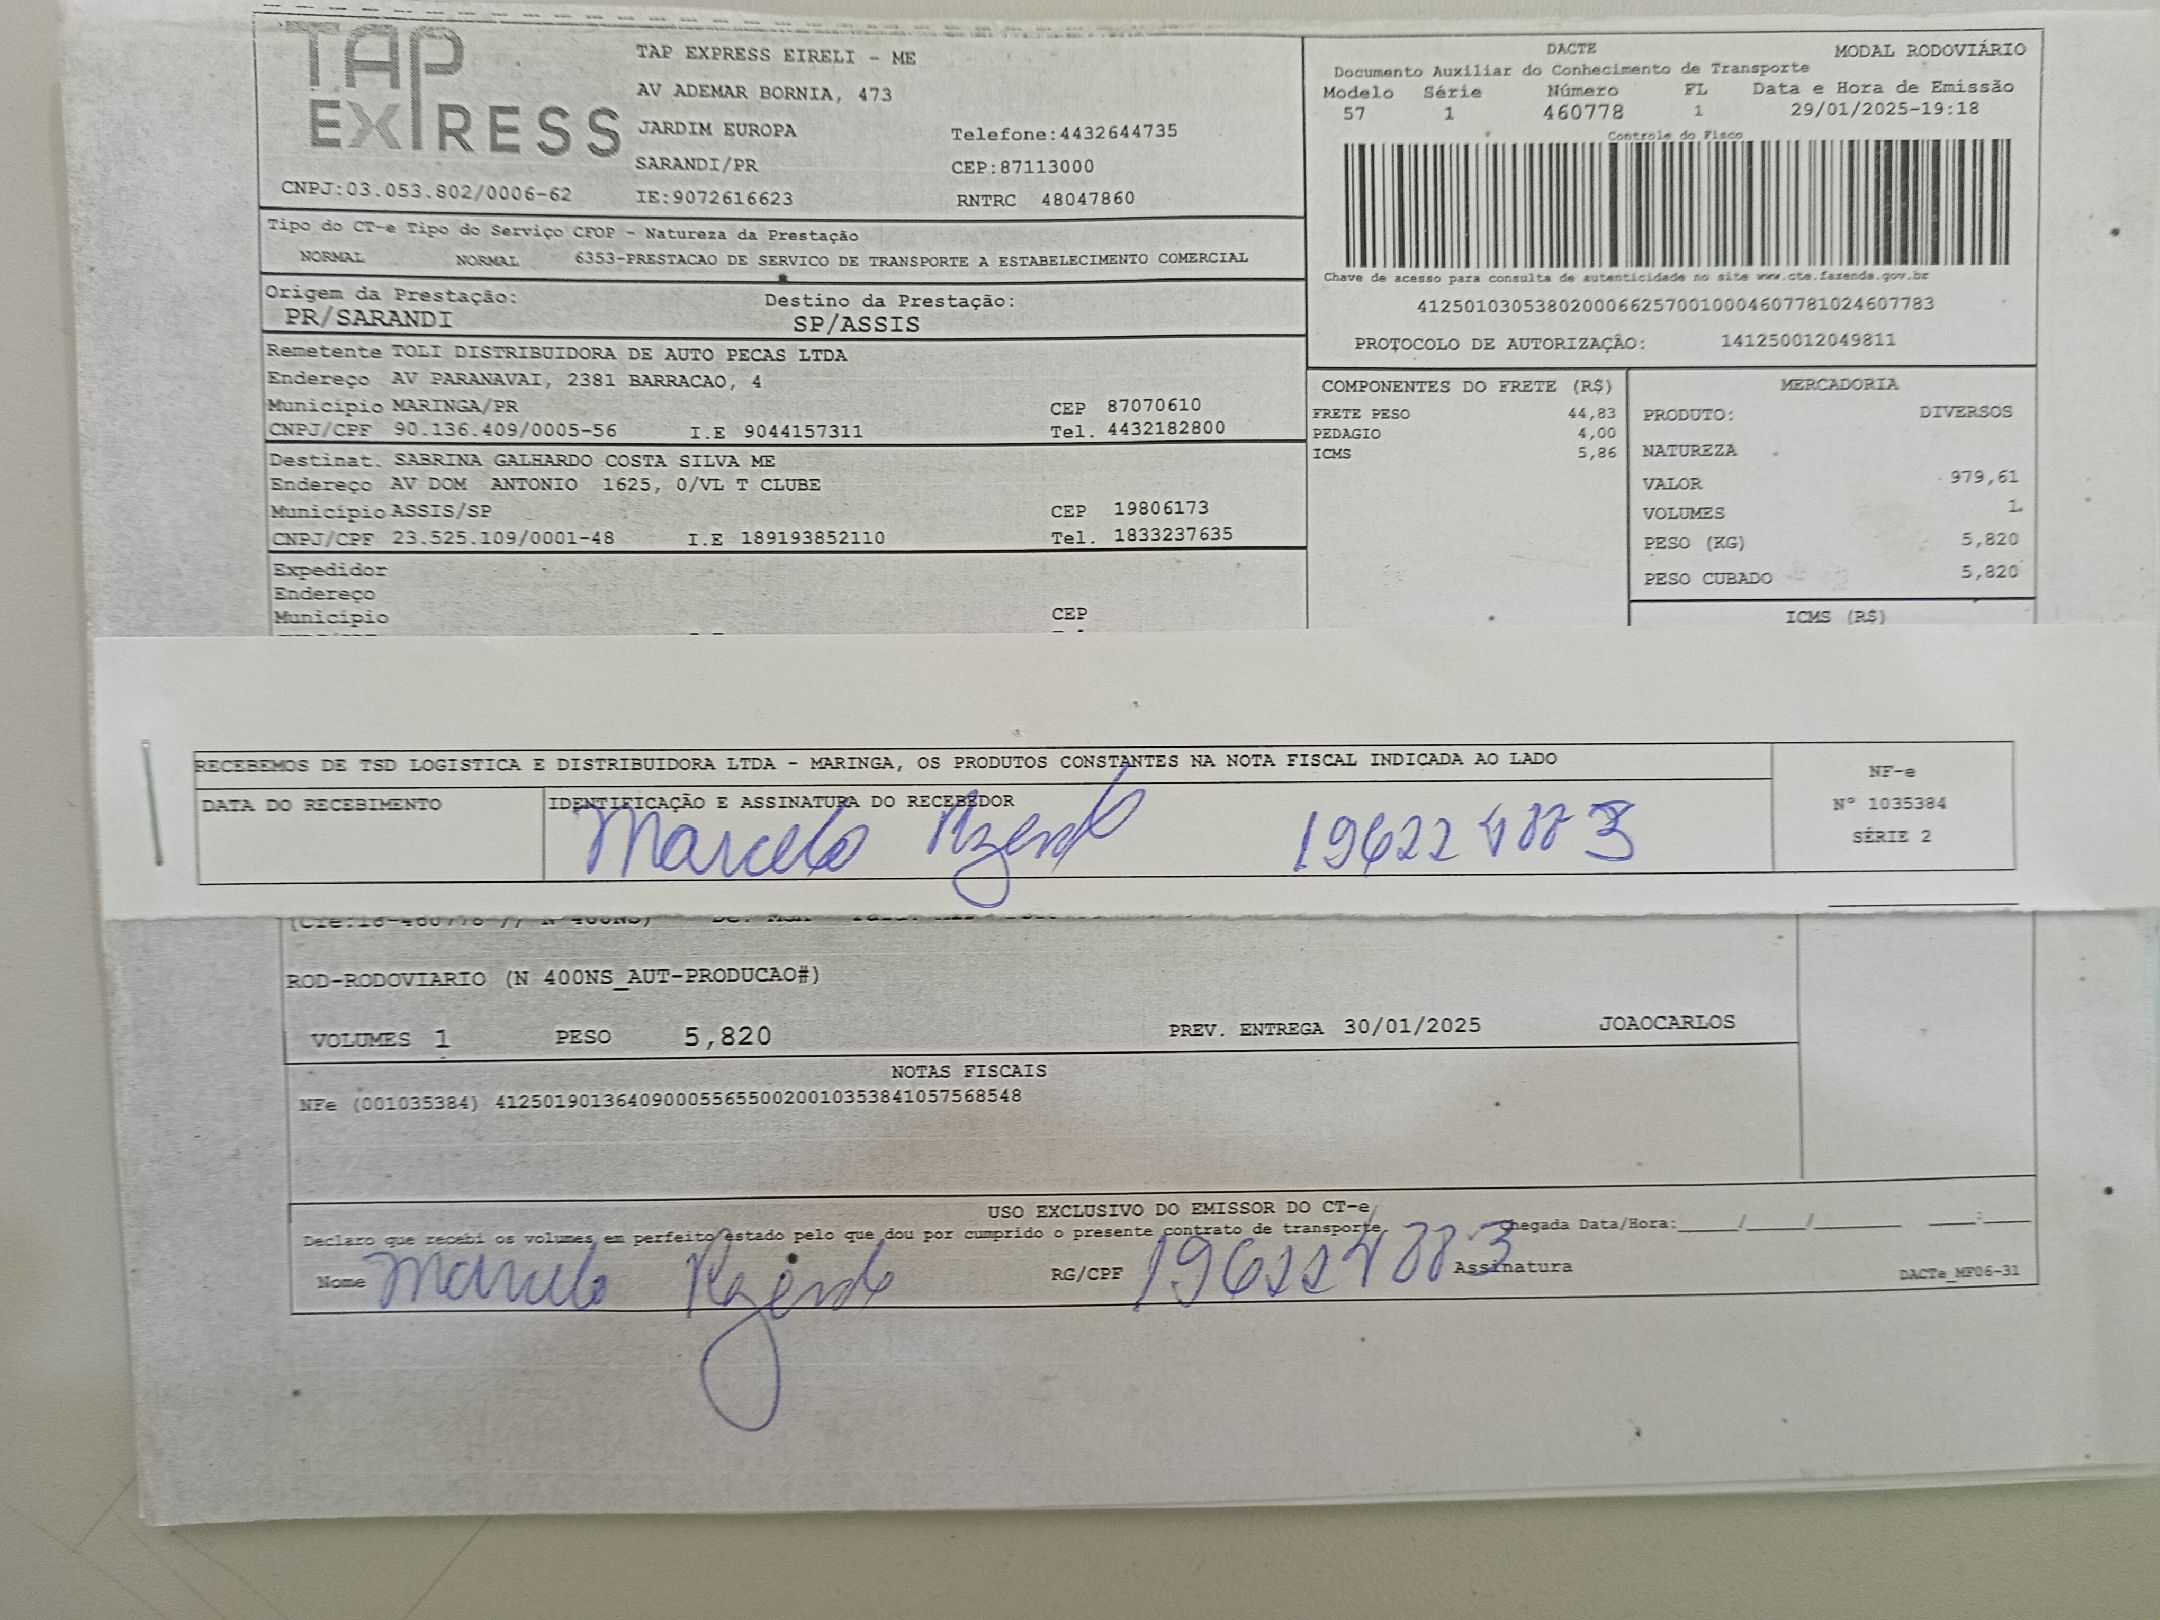 TAP
EXPRESS
TAP EXPRESS EIRELI - ME
AV ADEMAR BORNIA, 473
JARDIM EUROPA Telefone:4432644735
SARANDI/PR CEP:87113000
CNPJ:03.053.802/0006-62 IE:9072616623 RNTRC 48047860
DACTE MODAL RODOVIÁRIO
Documento Auxiliar do Conhecimento de Transporte
Modelo Série Número FL Data e Hora de Emissão
57 1 460778 1 29/01/2025-19:18
Controle do Fisco
Chave de acesso para consulta de autenticidade no site www.cte.fazenda.gov.br
41250103053802000662570010004607781024607783
PROTOCOLO DE AUTORIZAÇÃO: 141250012049811
Tipo do CT-e Tipo do Serviço CFOP - Natureza da Prestação
NORMAL NORMAL 6353-PRESTACAO DE SERVICO DE TRANSPORTE A ESTABELECIMENTO COMERCIAL
Origem da Prestação: Destino da Prestação:
PR/SARANDI SP/ASSIS
Remetente TOLI DISTRIBUIDORA DE AUTO PECAS LTDA
Endereço AV PARANAVAI, 2381 BARRACAO, 4
Município MARINGA/PR CEP 87070610
CNPJ/CPF 90.136.409/0005-56 I.E 9044157311 Tel. 4432182800
Destinat. SABRINA GALHARDO COSTA SILVA ME
Endereço AV DOM ANTONIO 1625, 0/VL T CLUBE
Município ASSIS/SP CEP 19806173
CNPJ/CPF 23.525.109/0001-48 I.E 189193852110 Tel. 1833237635
Expedidor
Endereço
Município CEP
COMPONENTES DO FRETE (R$)
FRETE PESO 44,83
PEDAGIO 4,00
ICMS 5,86
MERCADORIA
PRODUTO: DIVERSOS
NATUREZA
VALOR 979,61
VOLUMES 1
PESO (KG) 5,820
PESO CUBADO 5,820
ICMS (R$)
RECEBEMOS DE TSD LOGISTICA E DISTRIBUIDORA LTDA - MARINGA, OS PRODUTOS CONSTANTES NA NOTA FISCAL INDICADA AO LADO
DATA DO RECEBIMENTO IDENTIFICAÇÃO E ASSINATURA DO RECEBEDOR
Marcelo
NF-e
Nº 1035384
SÉRIE 2
ROD-RODOVIARIO (N 400NS_AUT-PRODUCAO#)
VOLUMES 1 PESO 5,820 PREV. ENTREGA 30/01/2025 JOAOCARLOS
NOTAS FISCAIS
NFe (001035384) 41250190136409000556550020010353841057568548
USO EXCLUSIVO DO EMISSOR DO CT-e
Declaro que recebi os volumes em perfeito estado pelo que dou por cumprido o presente contrato de transporte Chegada Data/Hora:____/____/______ ___:___
Nome Marcelo RG/CPF Assinatura DACTe_MF06-31